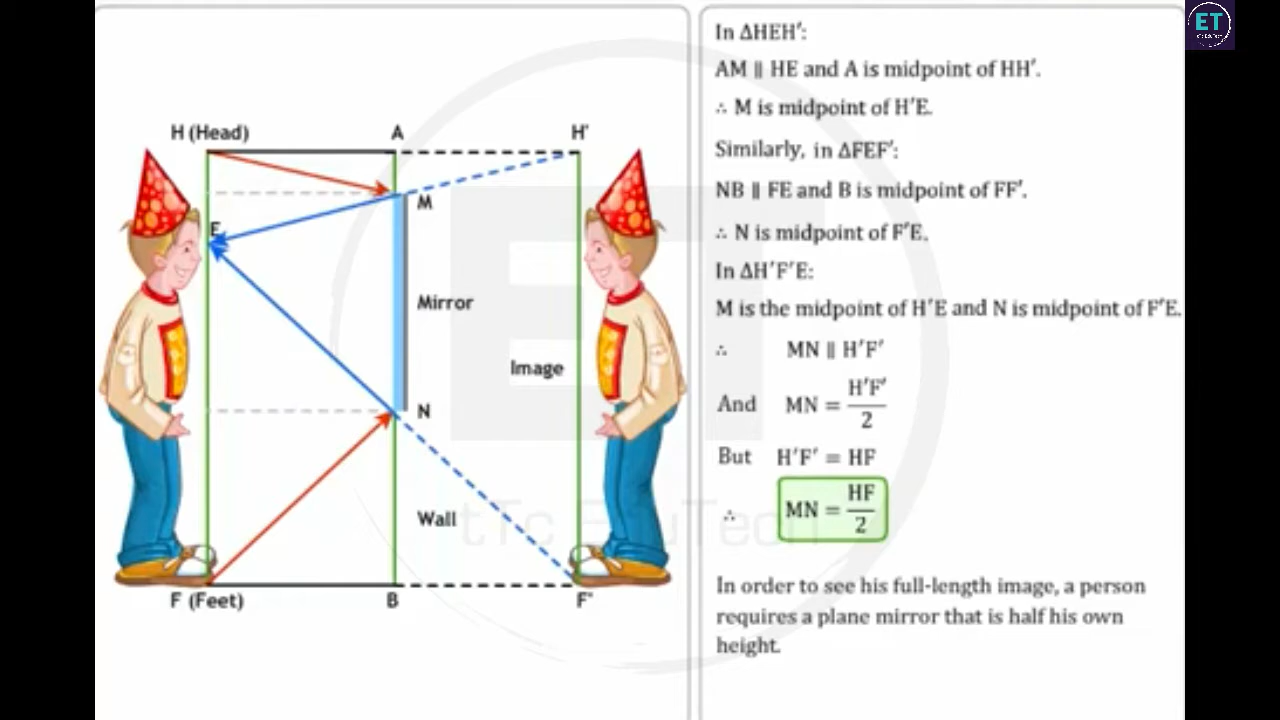 ET
H (Head)
A
H'
E
M
Mirror
Image
N
Wall
F (Feet)
B
F'
In ΔHEH′:
AM ∥ HE and A is midpoint of HH′.
∴ M is midpoint of H′E.
Similarly, in ΔFEF′:
NB ∥ FE and B is midpoint of FF′.
∴ N is midpoint of F′E.
In ΔH′F′E:
M is the midpoint of H′E and N is midpoint of F′E.
∴ MN ∥ H′F′
And MN = H′F′/2
But H′F′ = HF
∴ MN = HF/2
In order to see his full-length image, a person
requires a plane mirror that is half his own
height.